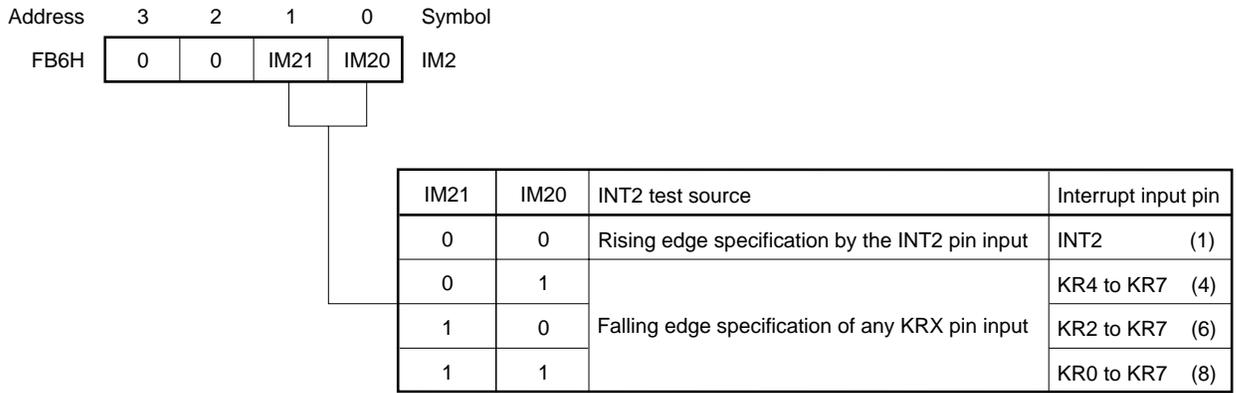 Address 3 2 1 0 Symbol
FB6H 0 0 IM21 IM20 IM2
IM21 IM20 INT2 test source Interrupt input pin
0 0 Rising edge specification by the INT2 pin input INT2 (1)
0 1 KR4 to KR7 (4)
1 0 Falling edge specification of any KRX pin input KR2 to KR7 (6)
1 1 KR0 to KR7 (8)